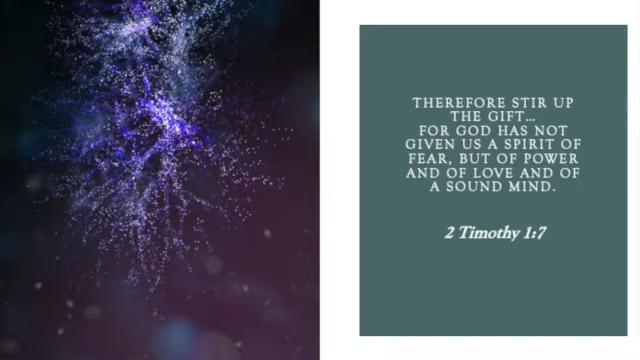 THEREFORE STIR UP
THE GIFT...
FOR GOD HAS NOT
GIVEN US A SPIRIT OF
FEAR, BUT OF POWER
AND OF LOVE AND OF
A SOUND MIND.
2 Timothy 1:7